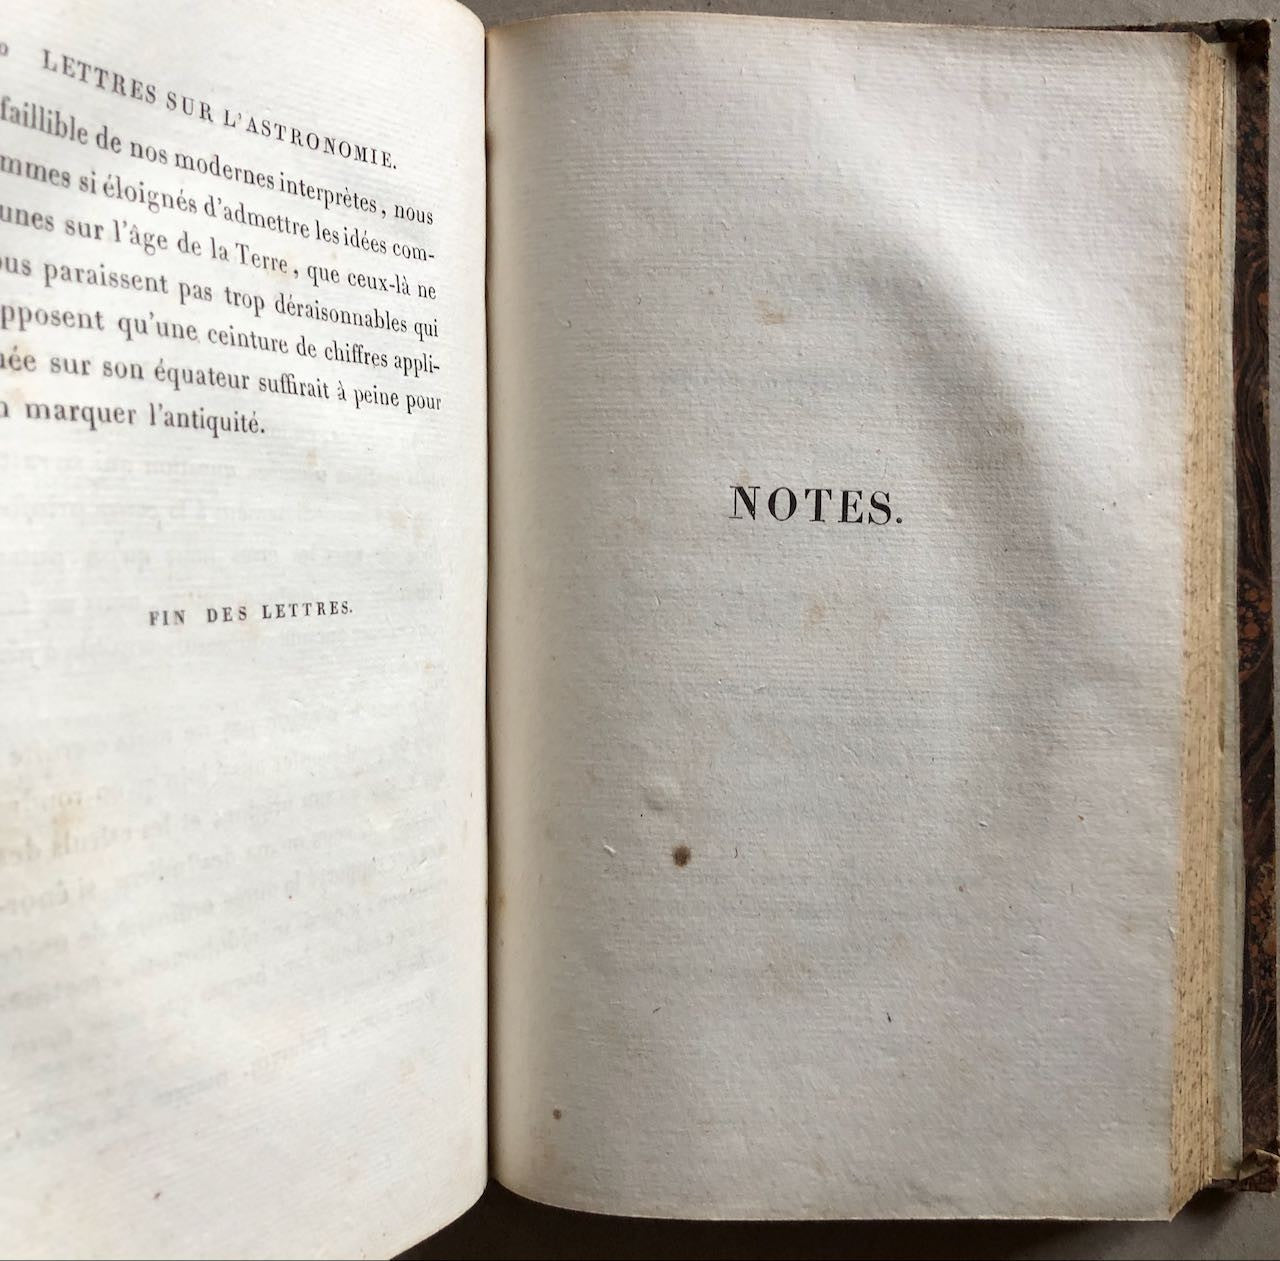 LETTRES SUR L'ASTRONOMIE.
faillible de nos modernes interprètes, nous
mmes si éloignés d'admettre les idées com-
unes sur l'âge de la Terre, que ceux-là ne
ous paraissent pas trop déraisonnables qui
pposent qu'une ceinture de chiffres appli-
uée sur son équateur suffirait à peine pour
n marquer l'antiquité.
FIN DES LETTRES.
NOTES.